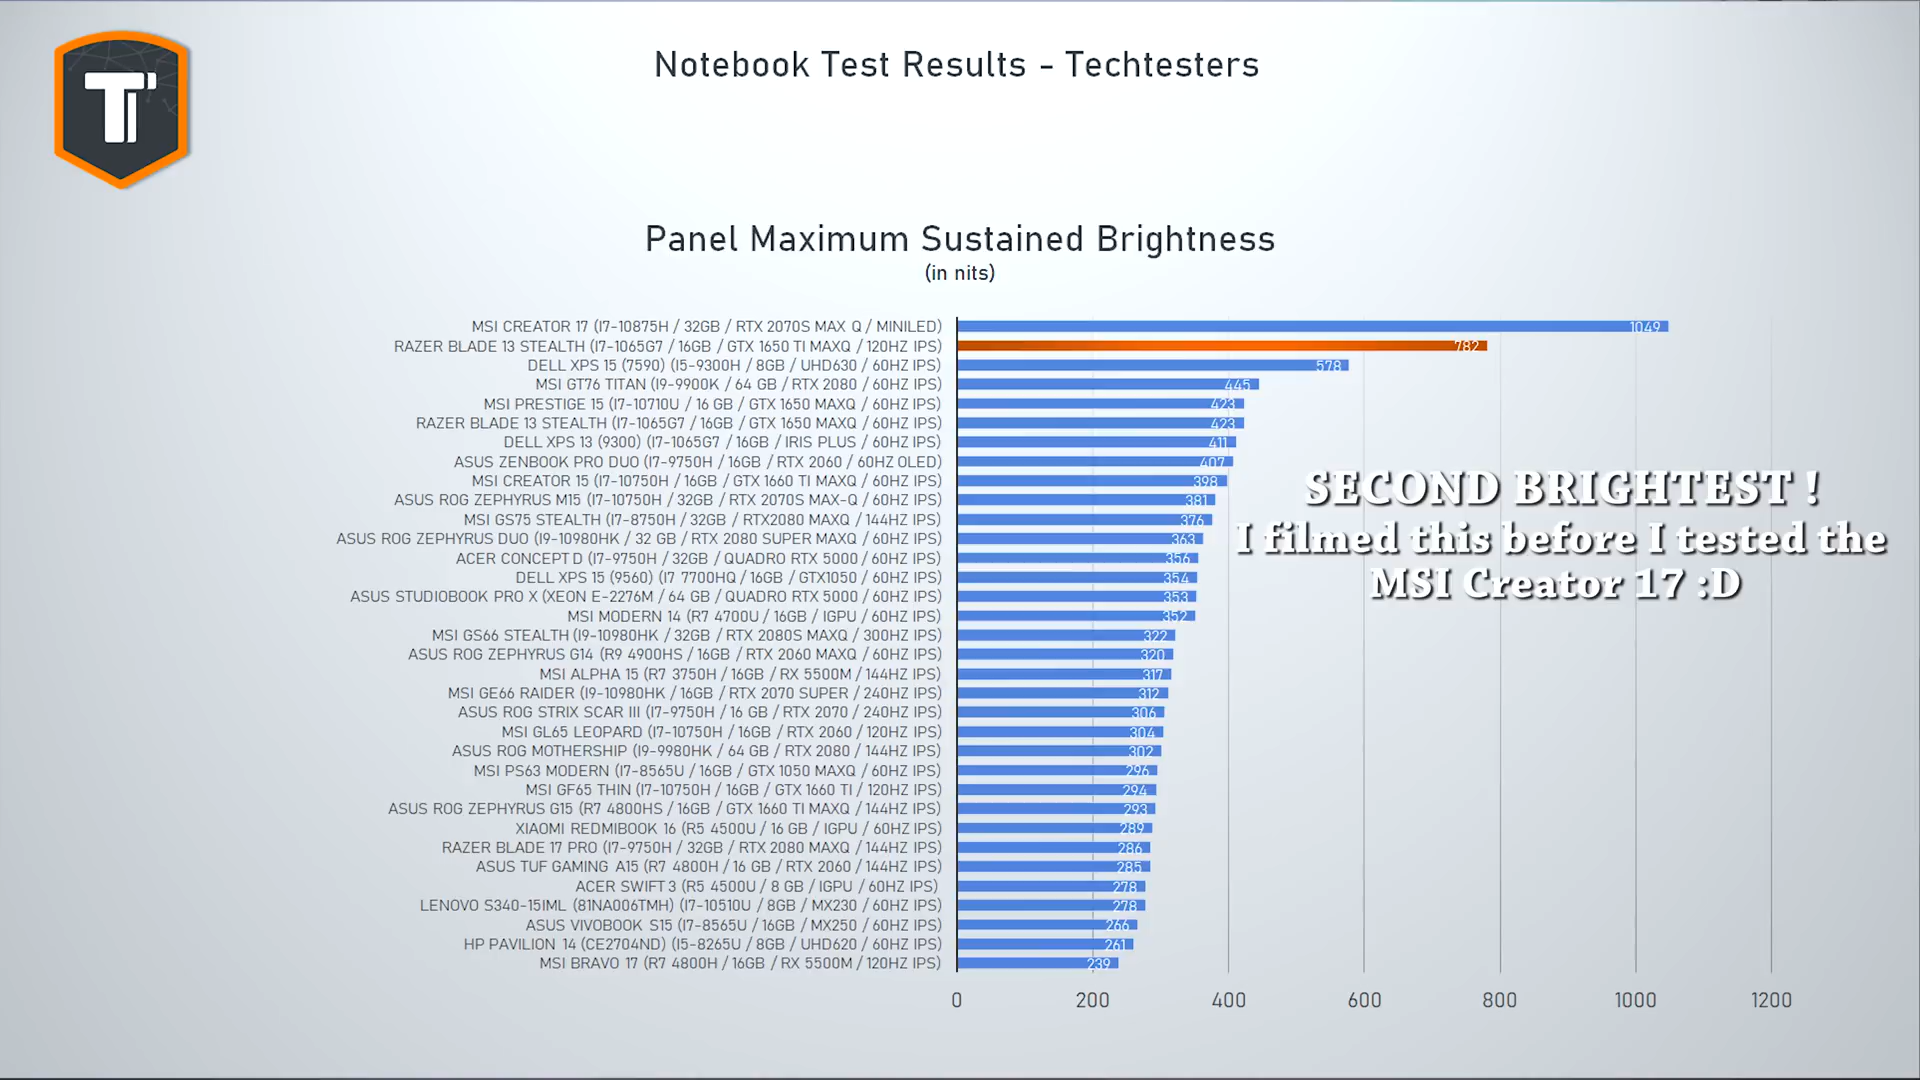 Notebook Test Results - Techtesters
Panel Maximum Sustained Brightness
(in nits)
MSI CREATOR 17 (I7-10875H / 32GB / RTX 2070S MAX Q / MINILED) 1049
RAZER BLADE 13 STEALTH (I7-1065G7 / 16GB / GTX 1650 TI MAXQ / 120HZ IPS) 782
DELL XPS 15 (7590) (I5-9300H / 8GB / UHD630 / 60HZ IPS) 578
MSI GT76 TITAN (I9-9900K / 64 GB / RTX 2080 / 60HZ IPS) 445
MSI PRESTIGE 15 (I7-10710U / 16 GB / GTX 1650 MAXQ / 60HZ IPS) 423
RAZER BLADE 13 STEALTH (I7-1065G7 / 16GB / GTX 1650 MAXQ / 60HZ IPS) 423
DELL XPS 13 (9300) (I7-1065G7 / 16GB / IRIS PLUS / 60HZ IPS) 411
ASUS ZENBOOK PRO DUO (I7-9750H / 16GB / RTX 2060 / 60HZ OLED) 407
MSI CREATOR 15 (I7-10750H / 16GB / GTX 1660 TI MAXQ / 60HZ IPS) 398
ASUS ROG ZEPHYRUS M15 (I7-10750H / 32GB / RTX 2070S MAX-Q / 60HZ IPS) 381
MSI GS75 STEALTH (I7-8750H / 32GB / RTX2080 MAXQ / 144HZ IPS) 376
ASUS ROG ZEPHYRUS DUO (I9-10980HK / 32 GB / RTX 2080 SUPER MAXQ / 60HZ IPS) 363
ACER CONCEPT D (I7-9750H / 32GB / QUADRO RTX 5000 / 60HZ IPS) 356
DELL XPS 15 (9560) (I7 7700HQ / 16GB / GTX1050 / 60HZ IPS) 354
ASUS STUDIOBOOK PRO X (XEON E-2276M / 64 GB / QUADRO RTX 5000 / 60HZ IPS) 353
MSI MODERN 14 (R7 4700U / 16GB / IGPU / 60HZ IPS) 352
MSI GS66 STEALTH (I9-10980HK / 32GB / RTX 2080S MAXQ / 300HZ IPS) 322
ASUS ROG ZEPHYRUS G14 (R9 4900HS / 16GB / RTX 2060 MAXQ / 60HZ IPS) 320
MSI ALPHA 15 (R7 3750H / 16GB / RX 5500M / 144HZ IPS) 317
MSI GE66 RAIDER (I9-10980HK / 16GB / RTX 2070 SUPER / 240HZ IPS) 312
ASUS ROG STRIX SCAR III (I7-9750H / 16 GB / RTX 2070 / 240HZ IPS) 306
MSI GL65 LEOPARD (I7-10750H / 16GB / RTX 2060 / 120HZ IPS) 304
ASUS ROG MOTHERSHIP (I9-9980HK / 64 GB / RTX 2080 / 144HZ IPS) 302
MSI PS63 MODERN (I7-8565U / 16GB / GTX 1050 MAXQ / 60HZ IPS) 296
MSI GF65 THIN (I7-10750H / 16GB / GTX 1660 TI / 120HZ IPS) 294
ASUS ROG ZEPHYRUS G15 (R7 4800HS / 16GB / GTX 1660 TI MAXQ / 144HZ IPS) 293
XIAOMI REDMIBOOK 16 (R5 4500U / 16 GB / IGPU / 60HZ IPS) 289
RAZER BLADE 17 PRO (I7-9750H / 32GB / RTX 2080 MAXQ / 144HZ IPS) 286
ASUS TUF GAMING A15 (R7 4800H / 16 GB / RTX 2060 / 144HZ IPS) 285
ACER SWIFT 3 (R5 4500U / 8 GB / IGPU / 60HZ IPS) 278
LENOVO S340-15IML (81NA006TMH) (I7-10510U / 8GB / MX230 / 60HZ IPS) 278
ASUS VIVOBOOK S15 (I7-8565U / 16GB / MX250 / 60HZ IPS) 266
HP PAVILION 14 (CE2704ND) (I5-8265U / 8GB / UHD620 / 60HZ IPS) 261
MSI BRAVO 17 (R7 4800H / 16GB / RX 5500M / 120HZ IPS) 239
0 200 400 600 800 1000 1200
SECOND BRIGHTEST !
I filmed this before I tested the
MSI Creator 17 :D